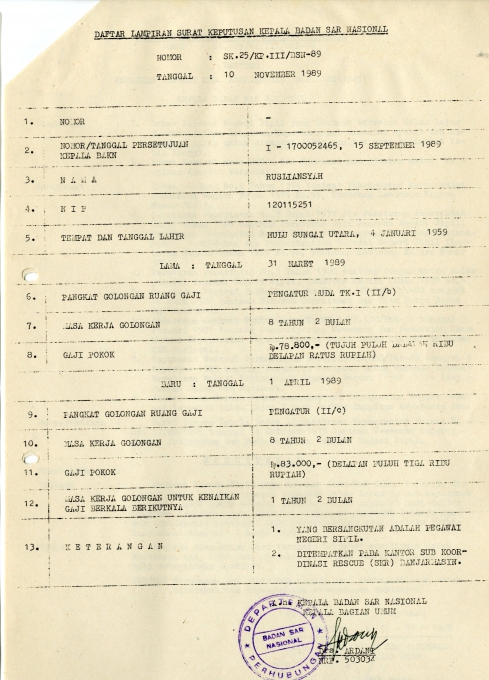 DAFTAR LAMPIRAN SURAT KEPUTUSAN KEPALA BADAN SAR NASIONAL
NOMOR : SK.25/KP.III/BSN-89
TANGGAL : 10 NOVEMBER 1989
1. NOMOR -
2. NOMOR/TANGGAL PERSETUJUAN KEPALA BAKN I - 1700052465, 15 SEPTEMBER 1989
3. N A M A RUSLIANSYAH
4. N I P 120115251
5. TEMPAT DAN TANGGAL LAHIR HULU SUNGAI UTARA, 4 JANUARI 1959
LAMA : TANGGAL 31 MARET 1989
6. PANGKAT GOLONGAN RUANG GAJI PENGATUR MUDA TK.I (II/b)
7. MASA KERJA GOLONGAN 8 TAHUN 2 BULAN
8. GAJI POKOK Rp.78.800,- (TUJUH PULUH DELAPAN RIBU
DELAPAN RATUS RUPIAH)
BARU : TANGGAL 1 APRIL 1989
9. PANGKAT GOLONGAN RUANG GAJI PENGATUR (II/c)
10. MASA KERJA GOLONGAN 8 TAHUN 2 BULAN
11. GAJI POKOK Rp.83.000,- (DELAPAN PULUH TIGA RIBU
RUPIAH)
12. MASA KERJA GOLONGAN UNTUK KENAIKAN
GAJI BERKALA BERIKUTNYA 1 TAHUN 2 BULAN
13. K E T E R A N G A N
1. YANG BERSANGKUTAN ADALAH PEGAWAI
NEGERI SIPIL.
2. DITEMPATKAN PADA KANTOR SUB KOOR-
DINASI RESCUE (SKR) BANJARMASIN.
KEPALA BADAN SAR NASIONAL
KEPALA BAGIAN UMUM
DEPARTEMEN
BADAN SAR
NASIONAL
PERHUBUNGAN
Drs. ARDANI
NRP. 503034